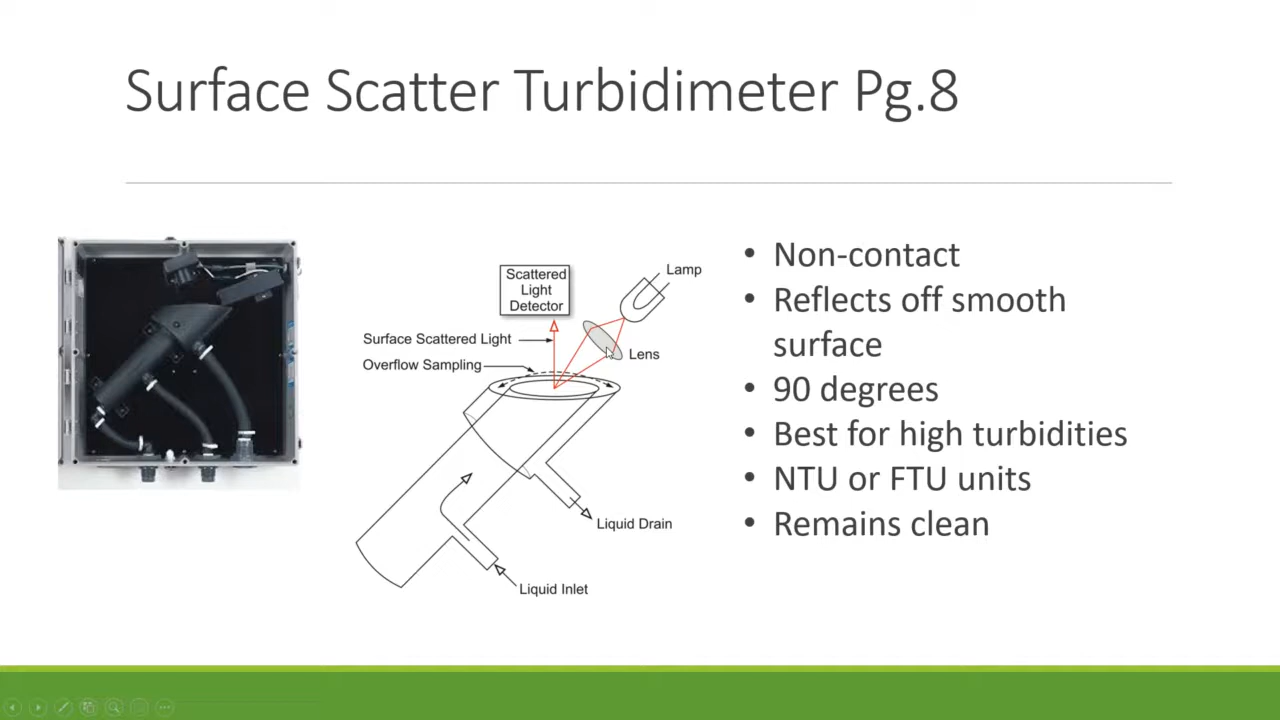 Surface Scatter Turbidimeter Pg.8
Scattered
Light
Detector
Lamp
Surface Scattered Light
Lens
Overflow Sampling
Liquid Drain
Liquid Inlet
• Non-contact
• Reflects off smooth
surface
• 90 degrees
• Best for high turbidities
• NTU or FTU units
• Remains clean